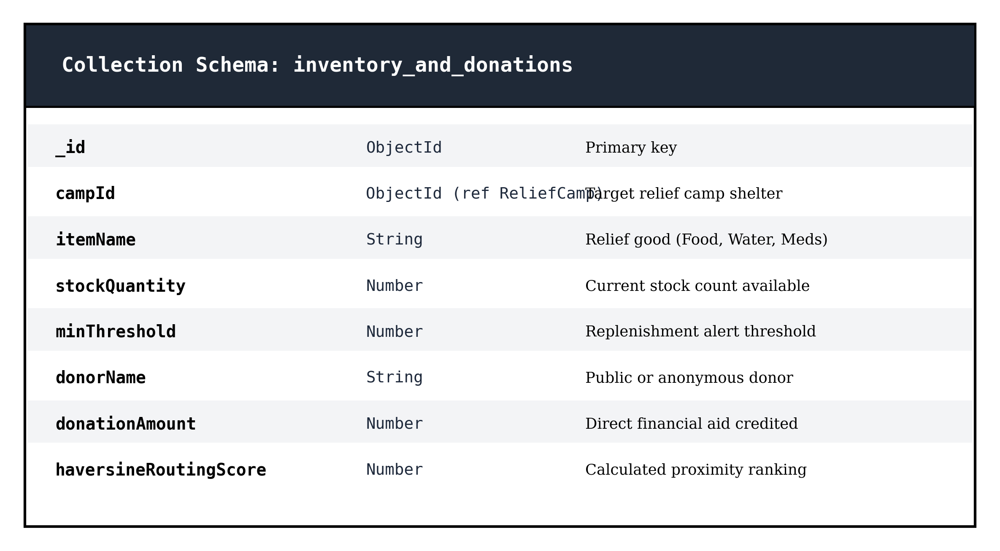 Collection Schema: inventory_and_donations
_id ObjectId Primary key
campId ObjectId (ref ReliefCamp) Target relief camp shelter
itemName String Relief good (Food, Water, Meds)
stockQuantity Number Current stock count available
minThreshold Number Replenishment alert threshold
donorName String Public or anonymous donor
donationAmount Number Direct financial aid credited
haversineRoutingScore Number Calculated proximity ranking